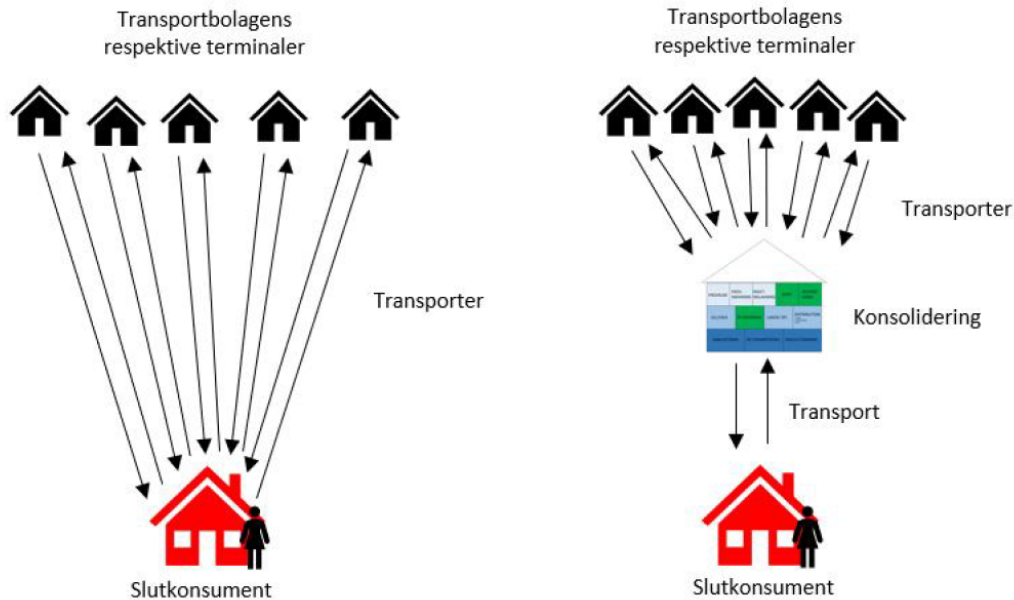 Transportbolagens
respektive terminaler
Transporter
Slutkonsument
Transportbolagens
respektive terminaler
Transporter
Konsolidering
Transport
Slutkonsument